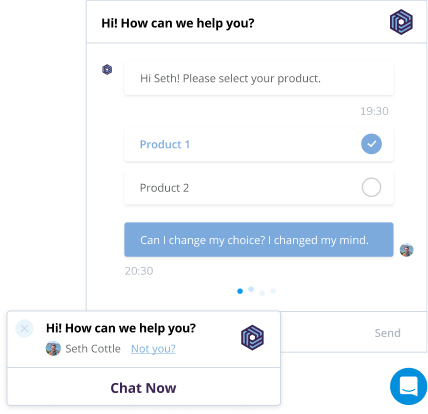 Hi! How can we help you?
Hi Seth! Please select your product.
19:30
Product 1
Product 2
Can I change my choice? I changed my mind.
20:30
Send
Hi! How can we help you?
Seth Cottle Not you?
Chat Now